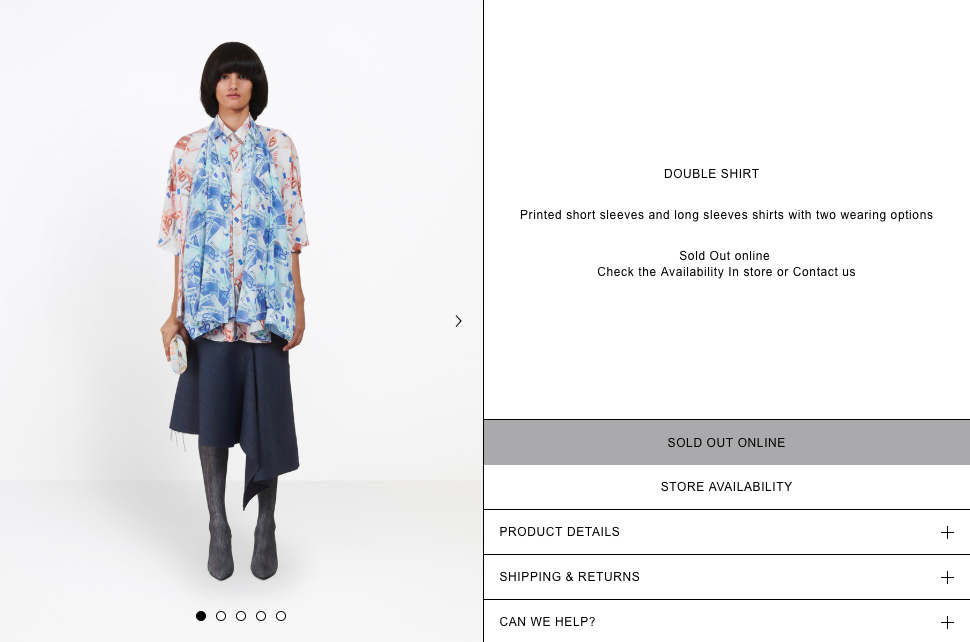 DOUBLE SHIRT
Printed short sleeves and long sleeves shirts with two wearing options
Sold Out online
Check the Availability In store or Contact us
SOLD OUT ONLINE
STORE AVAILABILITY
PRODUCT DETAILS
SHIPPING & RETURNS
CAN WE HELP?